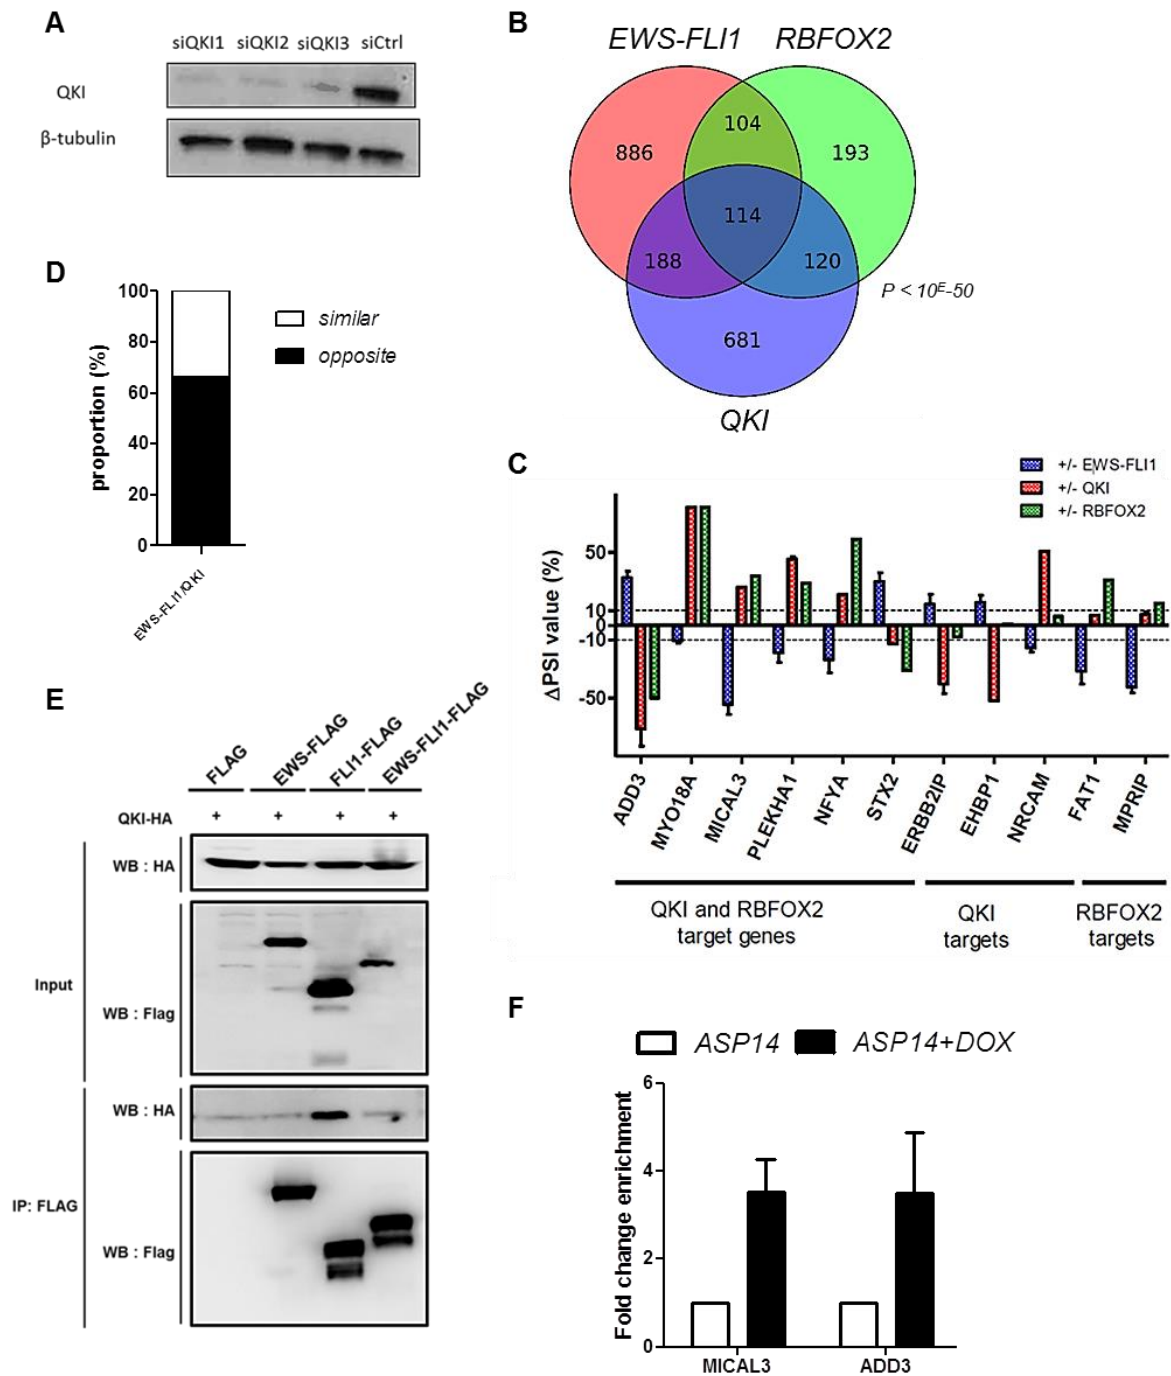 A
siQKI1 siQKI2 siQKI3 siCtrl
QKI
β-tubulin
B
EWS-FLI1 RBFOX2
104
886
193
114
188
120
P < 10E-50
681
QKI
D
100
80
60
40
20
0
proportion (%)
similar
opposite
EWS-FLI1/QKI
C
+/- EWS-FLI1
+/- QKI
+/- RBFOX2
ΔPSI value (%)
50
10
0
-10
-50
ADD3
MYO18A
MICAL3
PLEKHA1
NFYA
STX2
ERBB2IP
EHBP1
NRCAM
FAT1
MPRIP
QKI and RBFOX2
target genes
QKI
targets
RBFOX2
targets
E
FLAG
EWS-FLAG
FLI1-FLAG
EWS-FLI1-FLAG
QKI-HA + + + +
WB : HA
Input
WB : Flag
WB : HA
IP: FLAG
WB : Flag
F
ASP14 ASP14+DOX
Fold change enrichment
6
4
2
0
MICAL3 ADD3